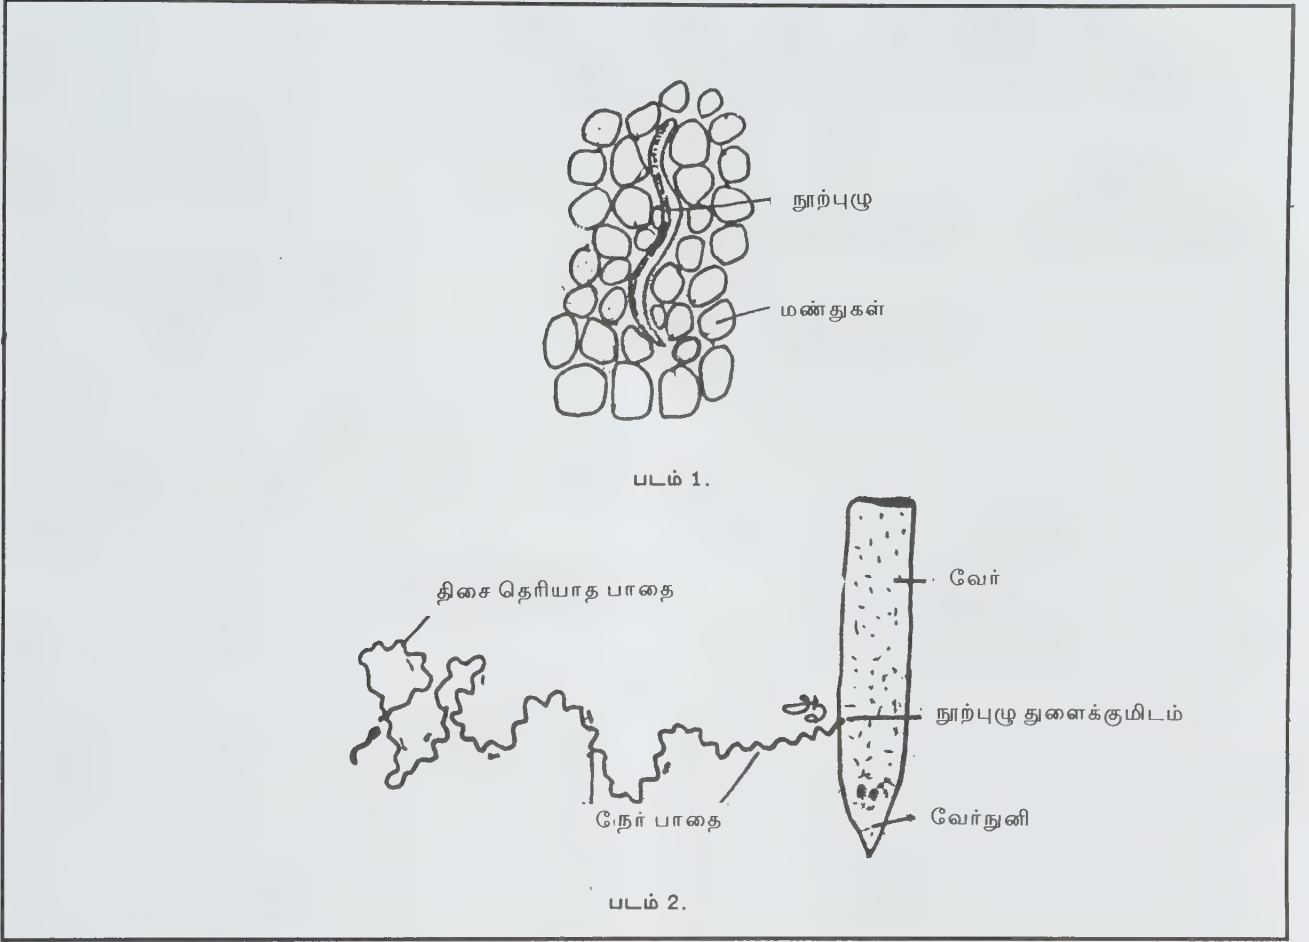 நூற்புழு
மண்துகள்
படம் 1.
திசை தெரியாத பாதை
வேர்
ஆ
நூற்புழு துளைக்குமிடம்
நேர் பாதை
வேர்நுனி
படம் 2.